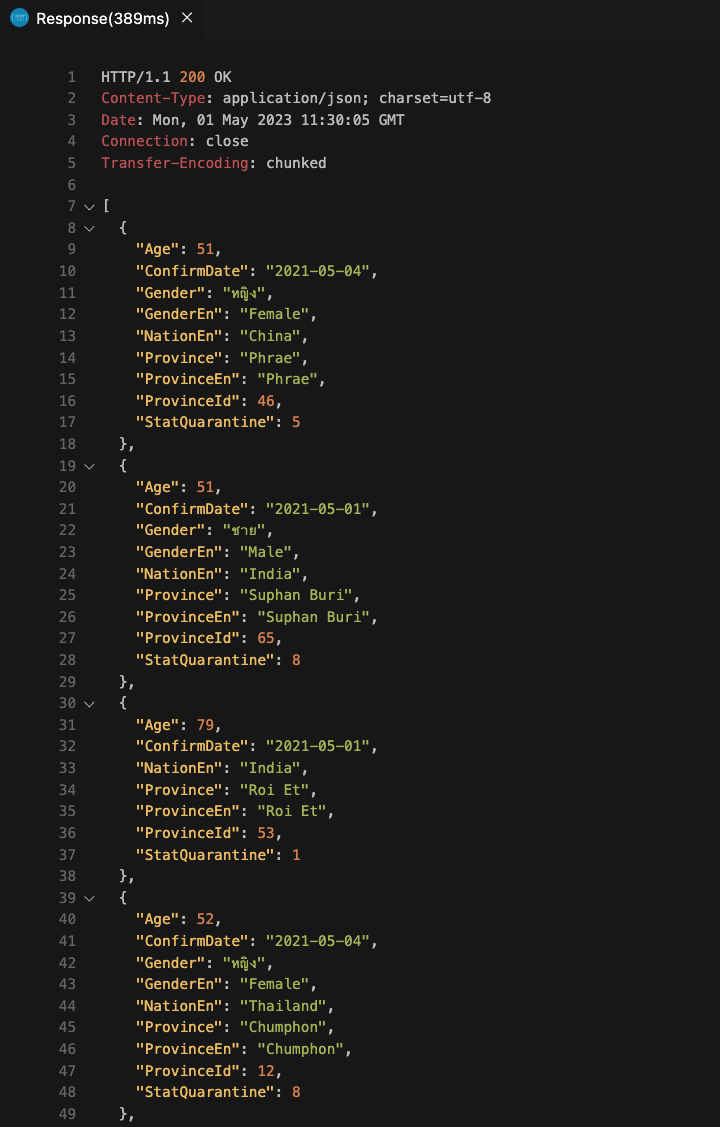 Response(389ms) ×
1 HTTP/1.1 200 OK
2 Content-Type: application/json; charset=utf-8
3 Date: Mon, 01 May 2023 11:30:05 GMT
4 Connection: close
5 Transfer-Encoding: chunked
6
7 [
8 {
9 "Age": 51,
10 "ConfirmDate": "2021-05-04",
11 "Gender": "หญิง",
12 "GenderEn": "Female",
13 "NationEn": "China",
14 "Province": "Phrae",
15 "ProvinceEn": "Phrae",
16 "ProvinceId": 46,
17 "StatQuarantine": 5
18 },
19 {
20 "Age": 51,
21 "ConfirmDate": "2021-05-01",
22 "Gender": "ชาย",
23 "GenderEn": "Male",
24 "NationEn": "India",
25 "Province": "Suphan Buri",
26 "ProvinceEn": "Suphan Buri",
27 "ProvinceId": 65,
28 "StatQuarantine": 8
29 },
30 {
31 "Age": 79,
32 "ConfirmDate": "2021-05-01",
33 "NationEn": "India",
34 "Province": "Roi Et",
35 "ProvinceEn": "Roi Et",
36 "ProvinceId": 53,
37 "StatQuarantine": 1
38 },
39 {
40 "Age": 52,
41 "ConfirmDate": "2021-05-04",
42 "Gender": "หญิง",
43 "GenderEn": "Female",
44 "NationEn": "Thailand",
45 "Province": "Chumphon",
46 "ProvinceEn": "Chumphon",
47 "ProvinceId": 12,
48 "StatQuarantine": 8
49 },